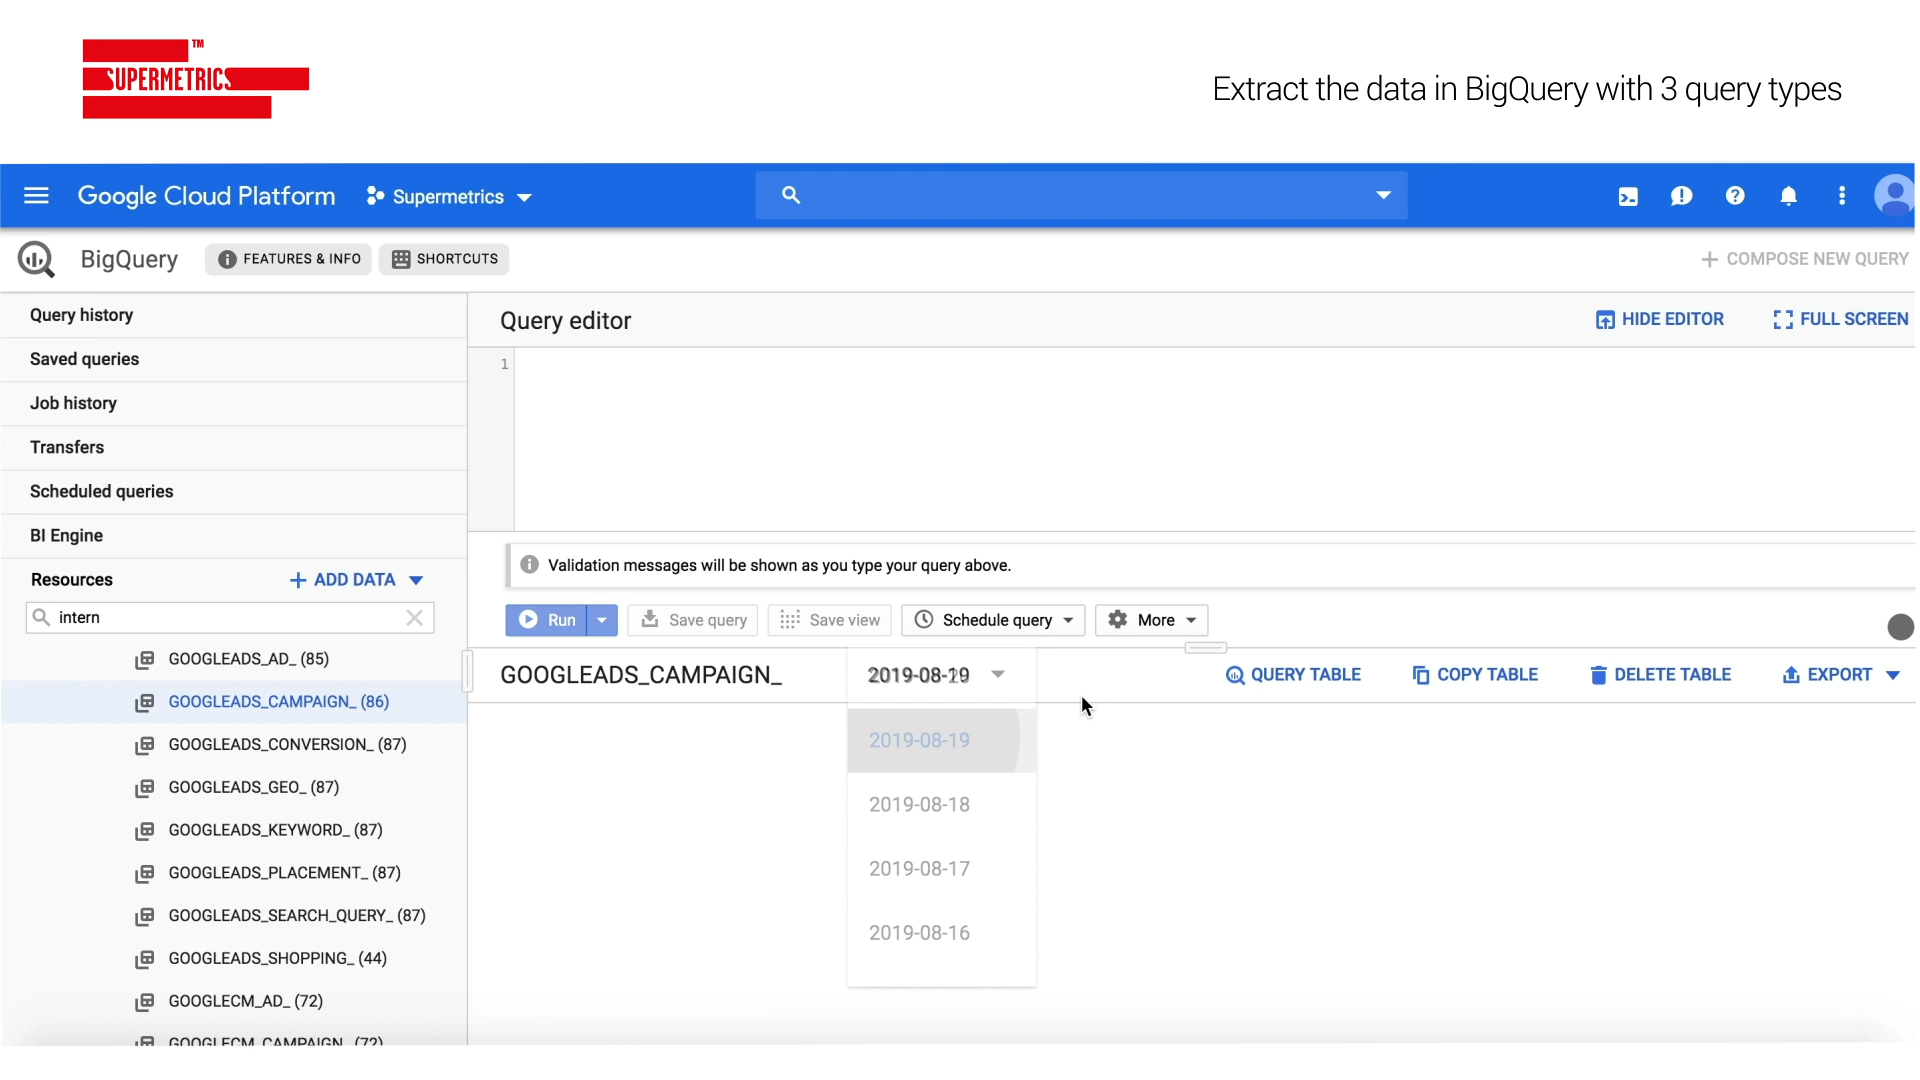 SUPERMETRICS™
Extract the data in BigQuery with 3 query types
Google Cloud Platform
Supermetrics
BigQuery
FEATURES & INFO
SHORTCUTS
COMPOSE NEW QUERY
Query history
Saved queries
Job history
Transfers
Scheduled queries
BI Engine
Resources
ADD DATA
intern
GOOGLEADS_AD_ (85)
GOOGLEADS_CAMPAIGN_ (86)
GOOGLEADS_CONVERSION_ (87)
GOOGLEADS_GEO_ (87)
GOOGLEADS_KEYWORD_ (87)
GOOGLEADS_PLACEMENT_ (87)
GOOGLEADS_SEARCH_QUERY_ (87)
GOOGLEADS_SHOPPING_ (44)
GOOGLECM_AD_ (72)
GOOGLECM_CAMPAIGN_ (72)
Query editor
HIDE EDITOR
FULL SCREEN
1
Validation messages will be shown as you type your query above.
Run
Save query
Save view
Schedule query
More
GOOGLEADS_CAMPAIGN_
QUERY TABLE
COPY TABLE
DELETE TABLE
EXPORT
2019-08-19
2019-08-18
2019-08-17
2019-08-16